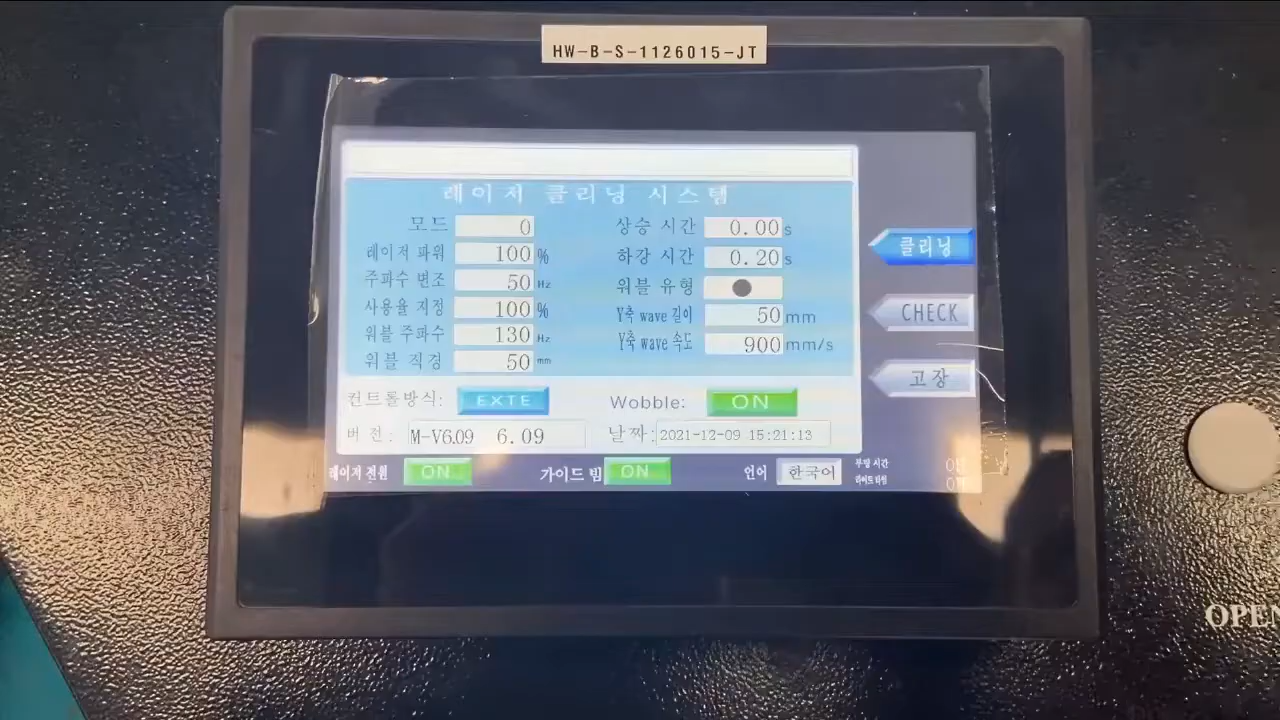 HW-B-S-1126015-JT
레이저 클리닝 시스템
모드 0 상승 시간 0.00 s
레이저 파워 100 % 하강 시간 0.20 s
주파수 변조 50 Hz 위블 유형
사용율 지정 100 % Y축 wave 길이 50 mm
위블 주파수 130 Hz Y축 wave 속도 900 mm/s
위블 직경 50 mm
클리닝
CHECK
고장
컨트롤방식: EXTE Wobble: ON
버전: M-V6.09 6.09 날짜: 2021-12-09 15:21:13
레이저 전원 ON 가이드 빔 ON 언어 한국어
OPEN